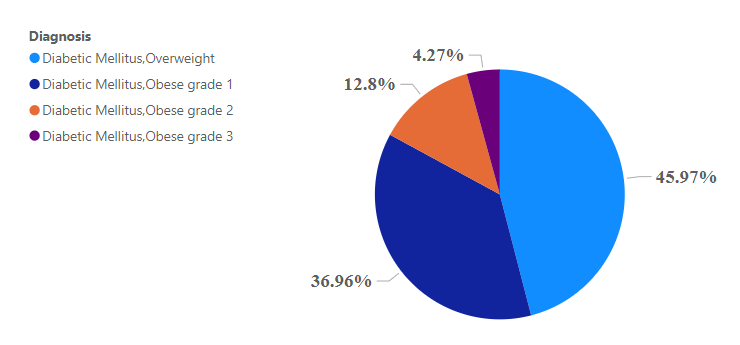 Diagnosis
Diabetic Mellitus,Overweight
Diabetic Mellitus,Obese grade 1
Diabetic Mellitus,Obese grade 2
Diabetic Mellitus,Obese grade 3
4.27%
12.8%
45.97%
36.96%